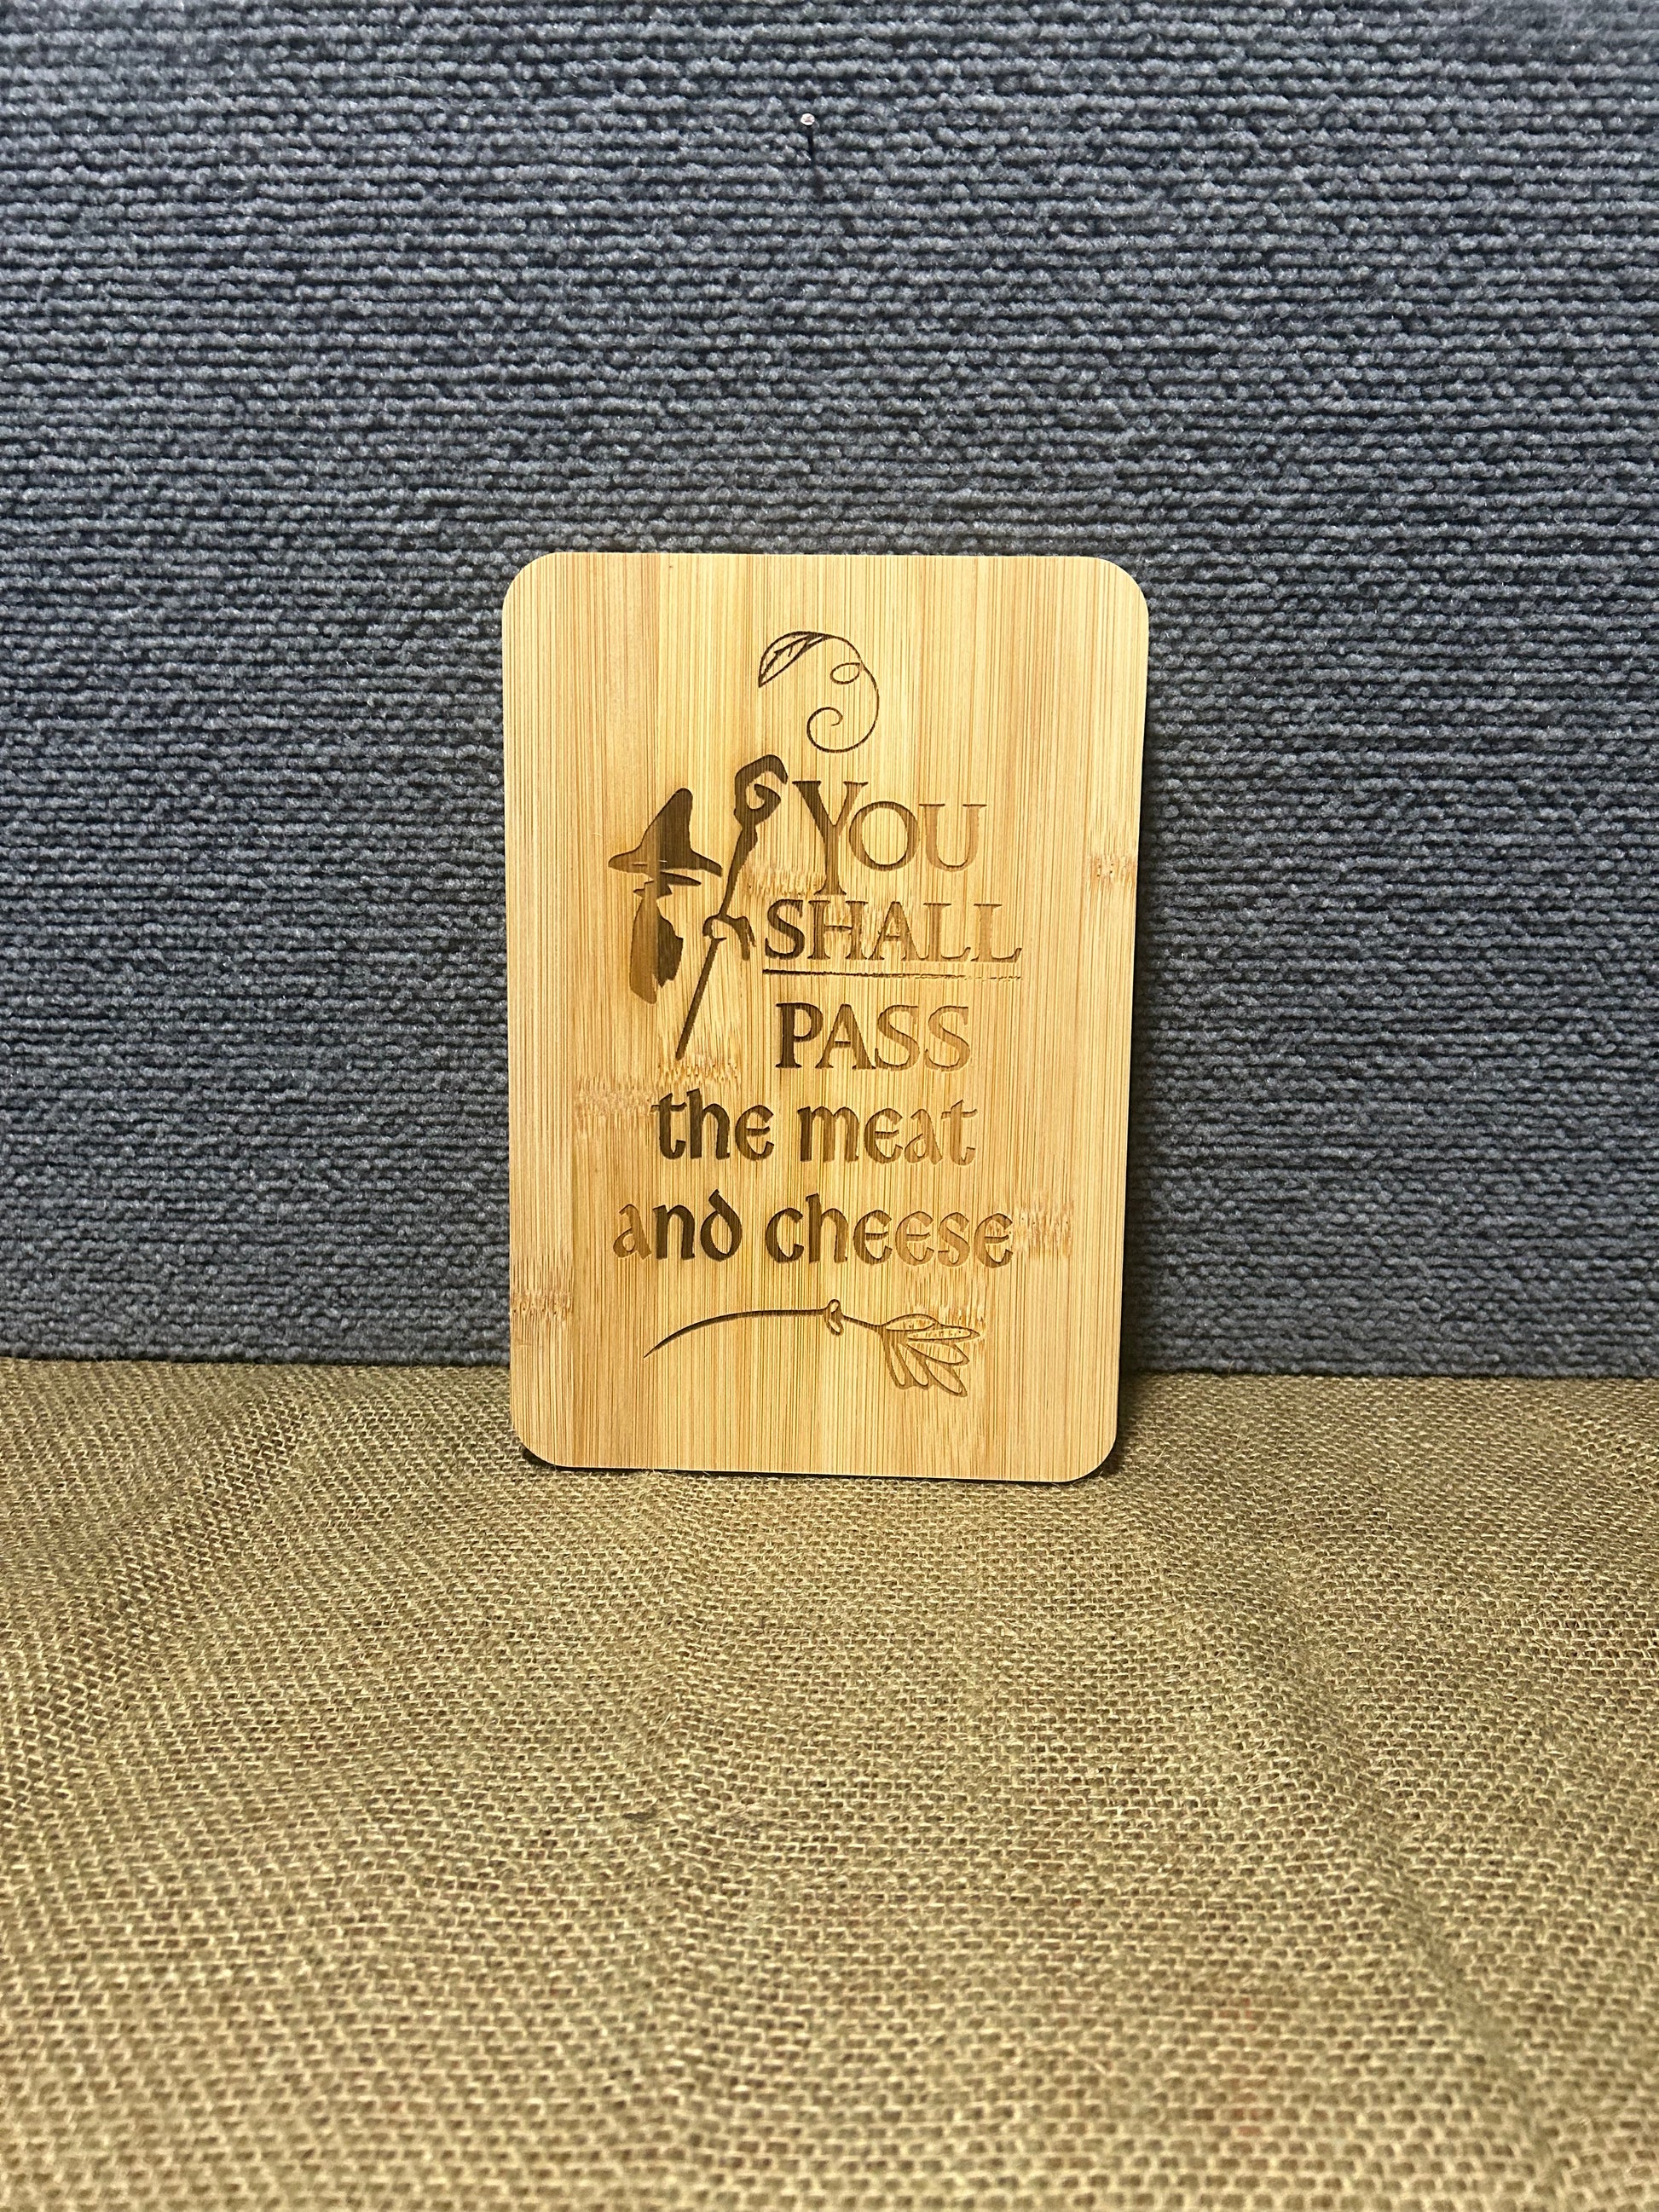 YOU
SHALL
PASS
the meat
and cheese